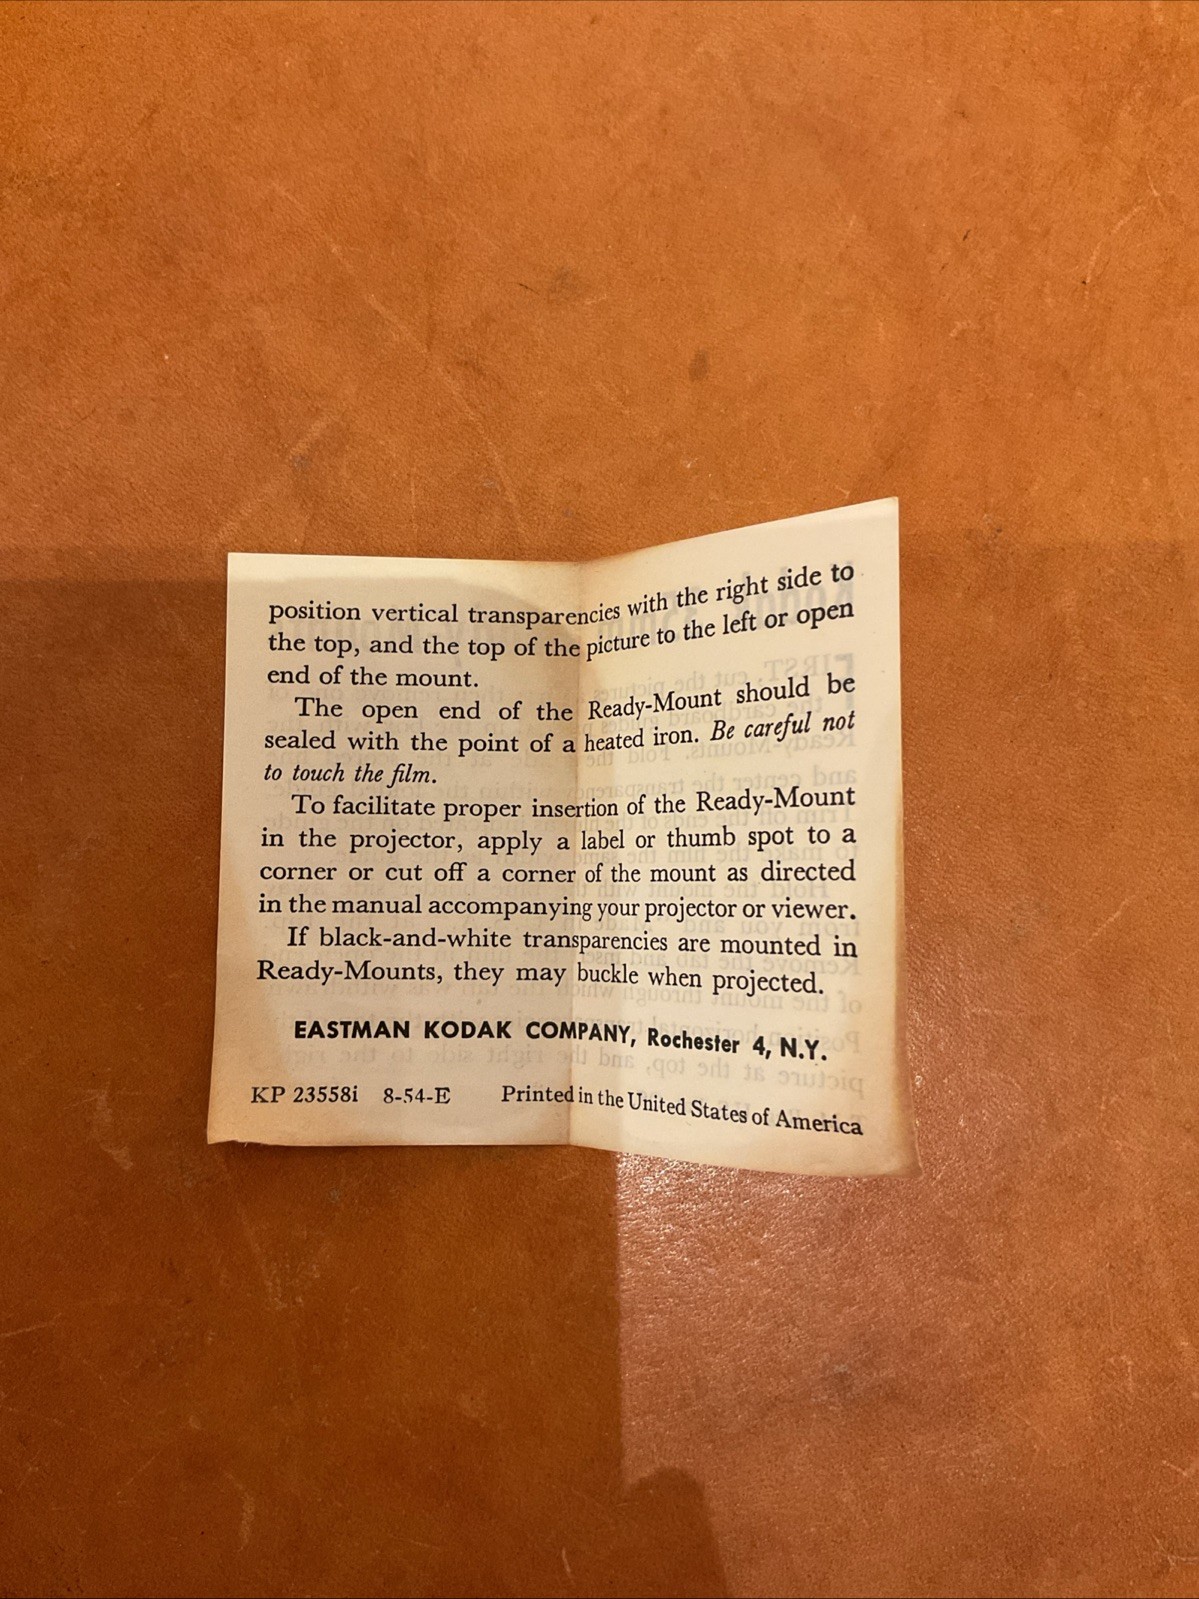 position vertical transparencies with the right side to
the top, and the top of the picture to the left or open
end of the mount.
The open end of the Ready-Mount should be
sealed with the point of a heated iron. Be careful not
to touch the film.
To facilitate proper insertion of the Ready-Mount
in the projector, apply a label or thumb spot to a
corner or cut off a corner of the mount as directed
in the manual accompanying your projector or viewer.
If black-and-white transparencies are mounted in
Ready-Mounts, they may buckle when projected.
EASTMAN KODAK COMPANY, Rochester 4, N.Y.
KP 23558i 8-54-E Printed in the United States of America